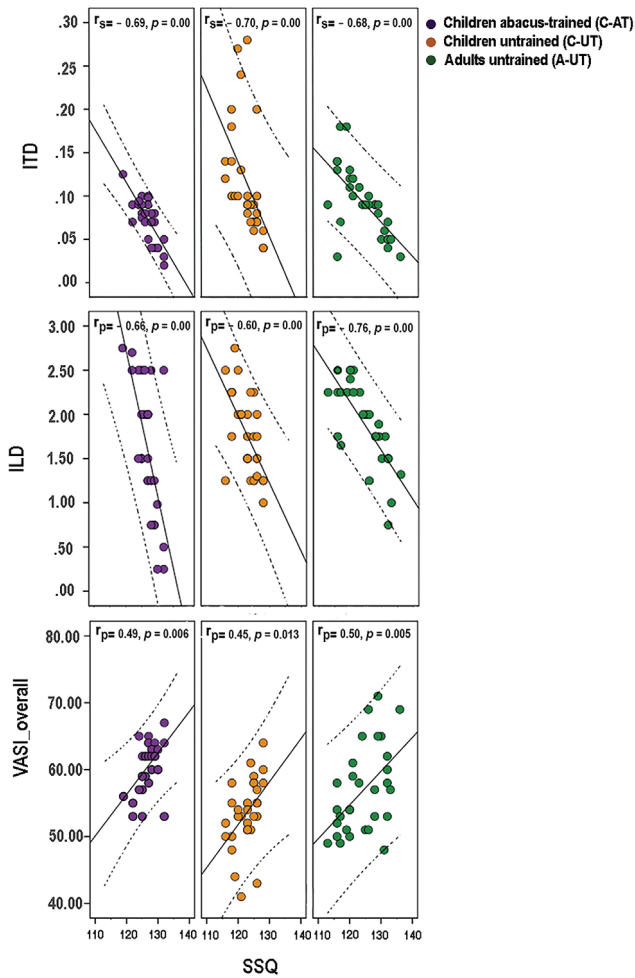 rs= - 0.69, p = 0.00
rs= - 0.70, p = 0.00
rs= - 0.68, p = 0.00
Children abacus-trained (C-AT)
Children untrained (C-UT)
Adults untrained (A-UT)
ITD
.30
.25
.20
.15
.10
.05
.00
rp= - 0.66, p = 0.00
rp= - 0.60, p = 0.00
rp= - 0.76, p = 0.00
ILD
3.00
2.50
2.00
1.50
1.00
.50
.00
rp= 0.49, p = 0.006
rp= 0.45, p = 0.013
rp= 0.50, p = 0.005
VASI_overall
80.00
70.00
60.00
50.00
40.00
110 120 130 140 110 120 130 140 110 120 130 140
SSQ